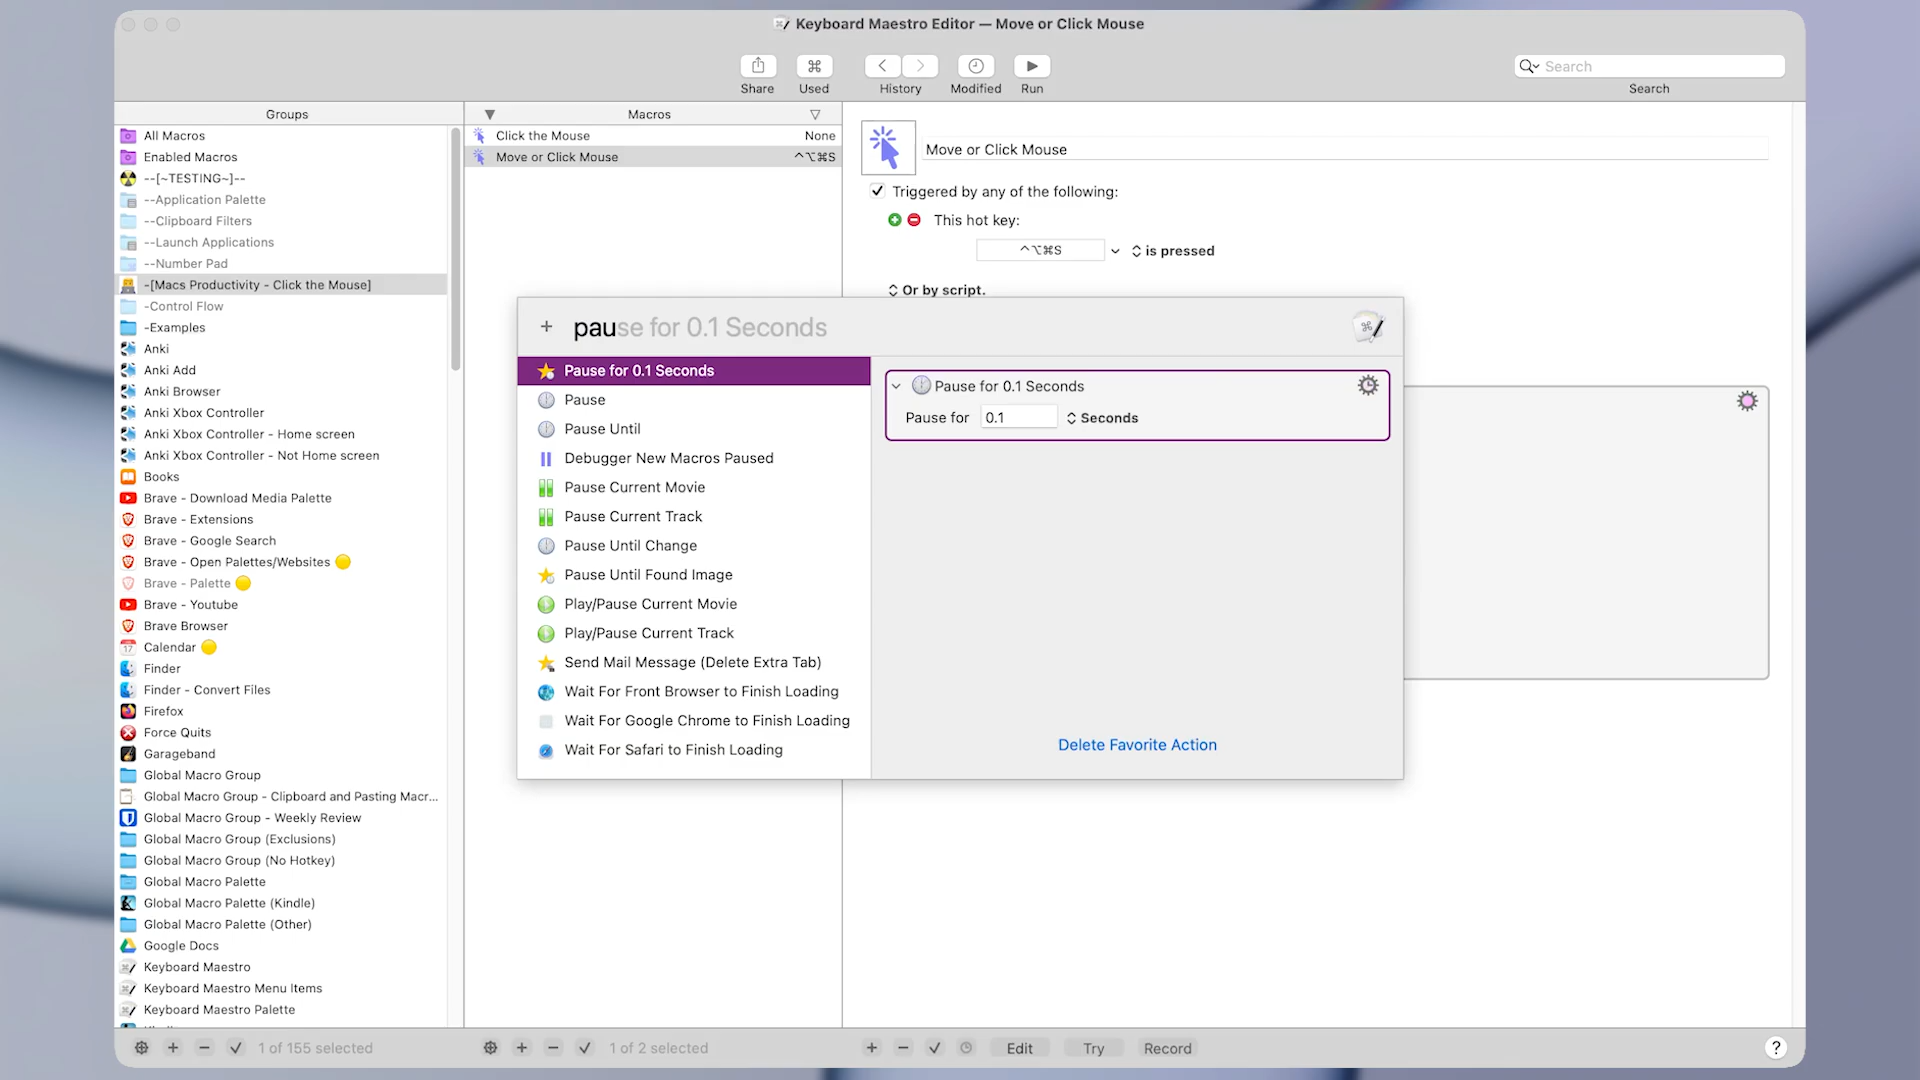 Keyboard Maestro Editor — Move or Click Mouse
Share
Used
History
Modified
Run
Search
Search
Groups
All Macros
Enabled Macros
--[~TESTING~]--
--Application Palette
--Clipboard Filters
--Launch Applications
--Number Pad
-[Macs Productivity - Click the Mouse]
-Control Flow
-Examples
Anki
Anki Add
Anki Browser
Anki Xbox Controller
Anki Xbox Controller - Home screen
Anki Xbox Controller - Not Home screen
Books
Brave - Download Media Palette
Brave - Extensions
Brave - Google Search
Brave - Open Palettes/Websites
Brave - Palette
Brave - Youtube
Brave Browser
Calendar
Finder
Finder - Convert Files
Firefox
Force Quits
Garageband
Global Macro Group
Global Macro Group - Clipboard and Pasting Macr...
Global Macro Group - Weekly Review
Global Macro Group (Exclusions)
Global Macro Group (No Hotkey)
Global Macro Palette
Global Macro Palette (Kindle)
Global Macro Palette (Other)
Google Docs
Keyboard Maestro
Keyboard Maestro Menu Items
Keyboard Maestro Palette
1 of 155 selected
Macros
Click the Mouse None
Move or Click Mouse ^⌥⌘S
1 of 2 selected
Move or Click Mouse
Triggered by any of the following:
This hot key:
^⌥⌘S is pressed
Or by script.
pause for 0.1 Seconds
Pause for 0.1 Seconds
Pause
Pause Until
Debugger New Macros Paused
Pause Current Movie
Pause Current Track
Pause Until Change
Pause Until Found Image
Play/Pause Current Movie
Play/Pause Current Track
Send Mail Message (Delete Extra Tab)
Wait For Front Browser to Finish Loading
Wait For Google Chrome to Finish Loading
Wait For Safari to Finish Loading
Pause for 0.1 Seconds
Pause for 0.1 Seconds
Delete Favorite Action
Edit
Try
Record
?